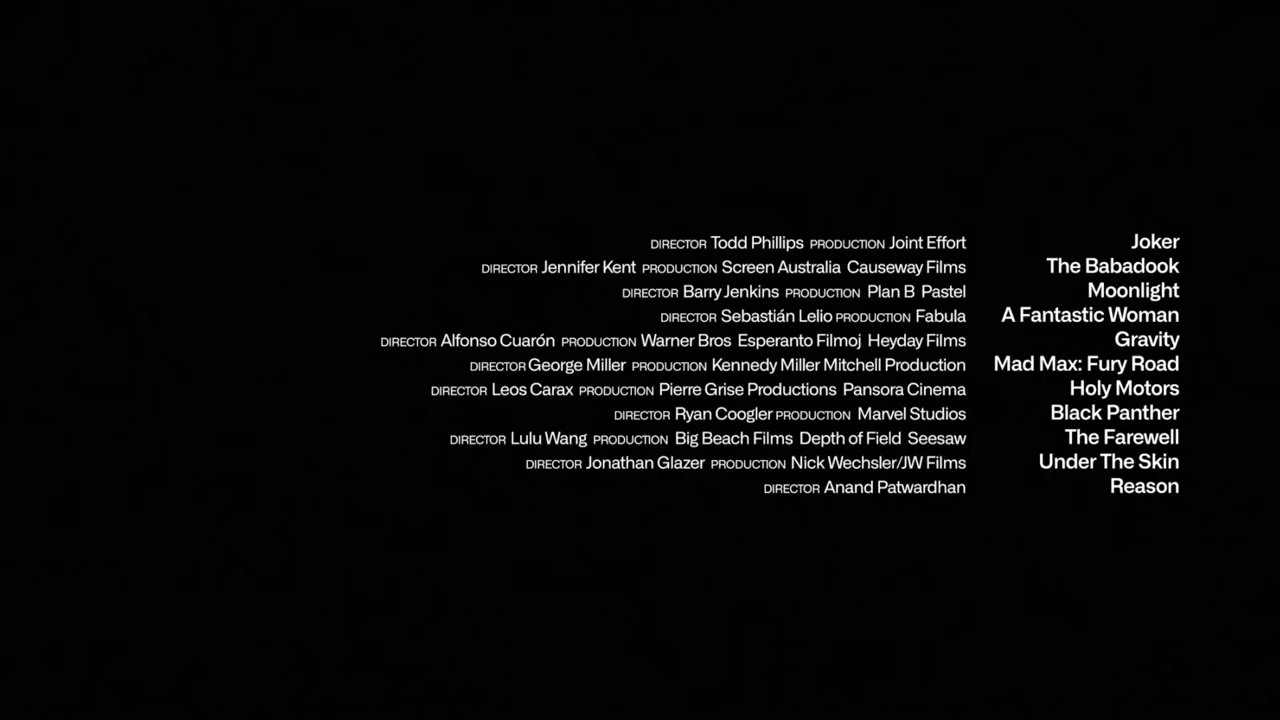 DIRECTOR Todd Phillips PRODUCTION Joint Effort Joker
DIRECTOR Jennifer Kent PRODUCTION Screen Australia Causeway Films The Babadook
DIRECTOR Barry Jenkins PRODUCTION Plan B Pastel Moonlight
DIRECTOR Sebastián Lelio PRODUCTION Fabula A Fantastic Woman
DIRECTOR Alfonso Cuarón PRODUCTION Warner Bros Esperanto Filmoj Heyday Films Gravity
DIRECTOR George Miller PRODUCTION Kennedy Miller Mitchell Production Mad Max: Fury Road
DIRECTOR Leos Carax PRODUCTION Pierre Grise Productions Pansora Cinema Holy Motors
DIRECTOR Ryan Coogler PRODUCTION Marvel Studios Black Panther
DIRECTOR Lulu Wang PRODUCTION Big Beach Films Depth of Field Seesaw The Farewell
DIRECTOR Jonathan Glazer PRODUCTION Nick Wechsler/JW Films Under The Skin
DIRECTOR Anand Patwardhan Reason